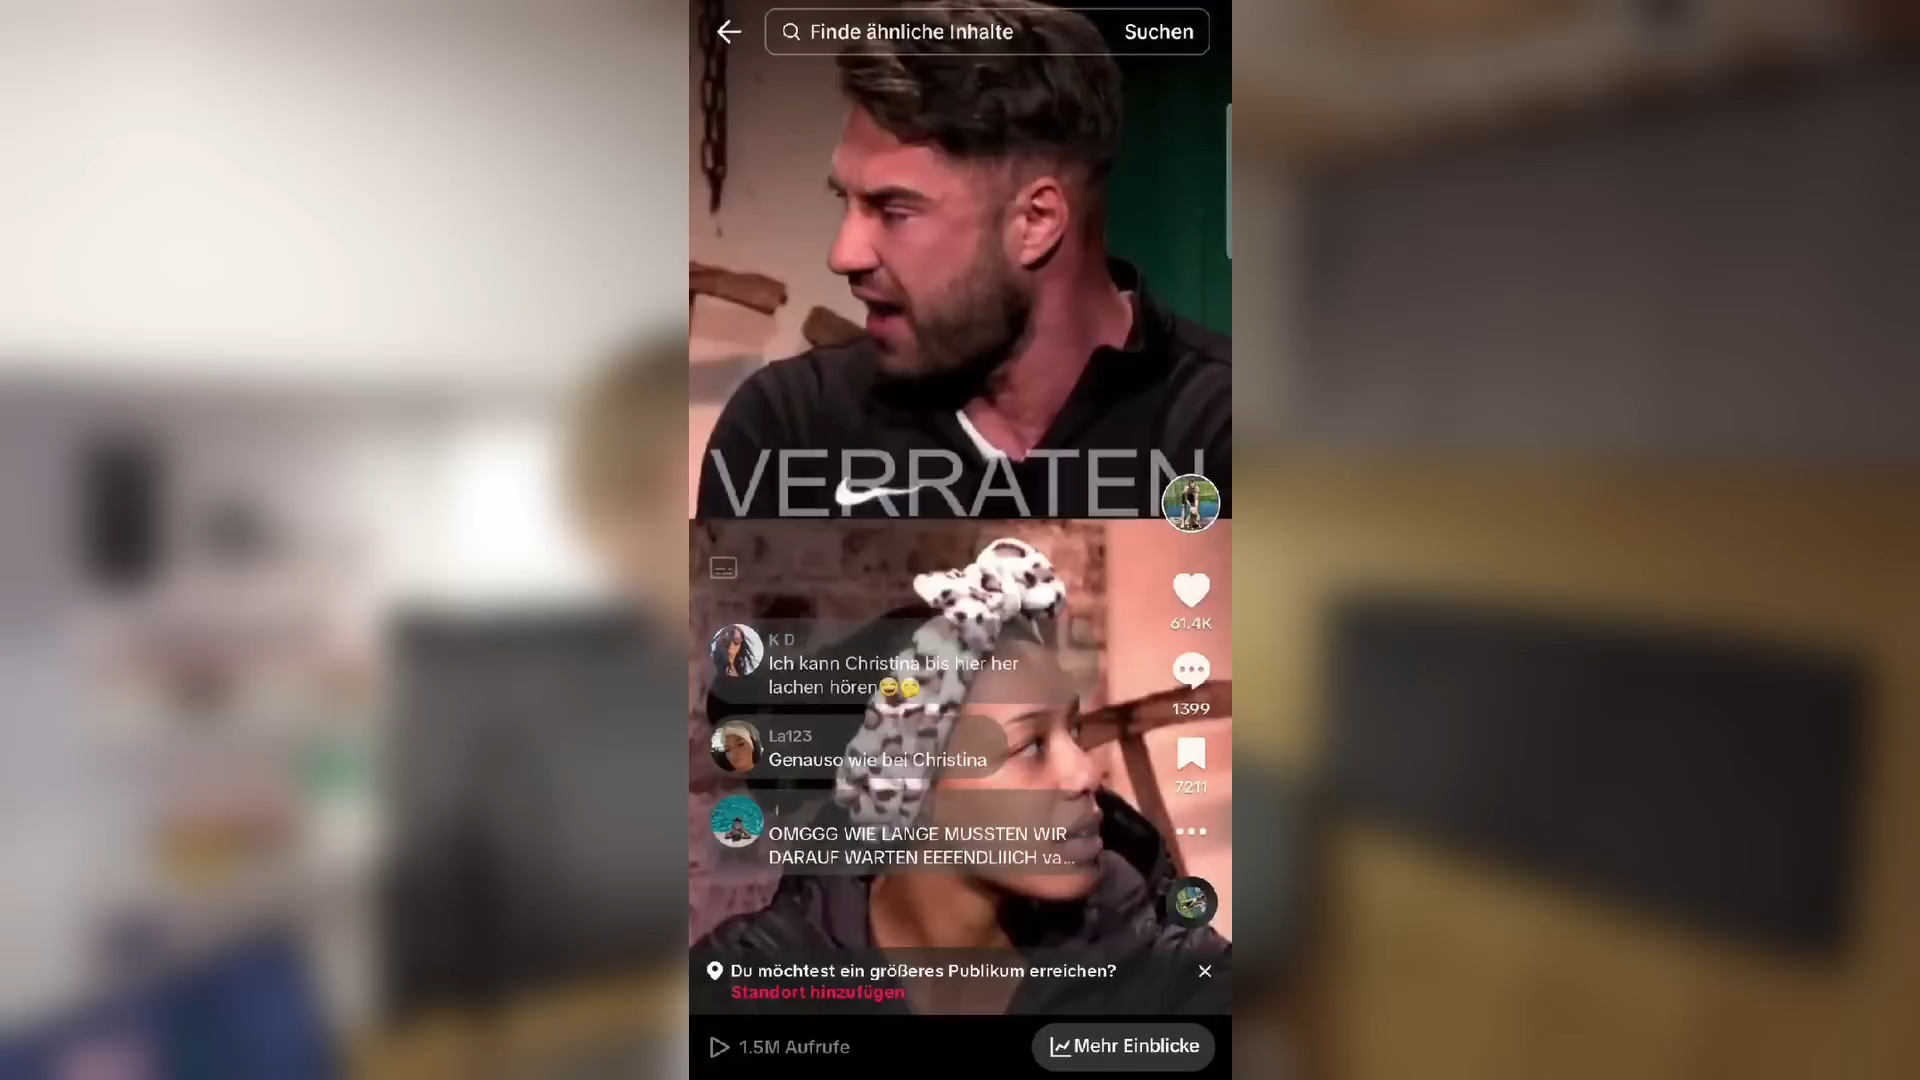 Finde ähnliche Inhalte
Suchen
VERRATEN
61.4K
K D
Ich kann Christina bis hier her
lachen hören😅🤭
1399
La123
Genauso wie bei Christina
7211
OMGGG WIE LANGE MUSSTEN WIR
DARAUF WARTEN EEEENDLIIICH va...
Du möchtest ein größeres Publikum erreichen?
Standort hinzufügen
1.5M Aufrufe
Mehr Einblicke